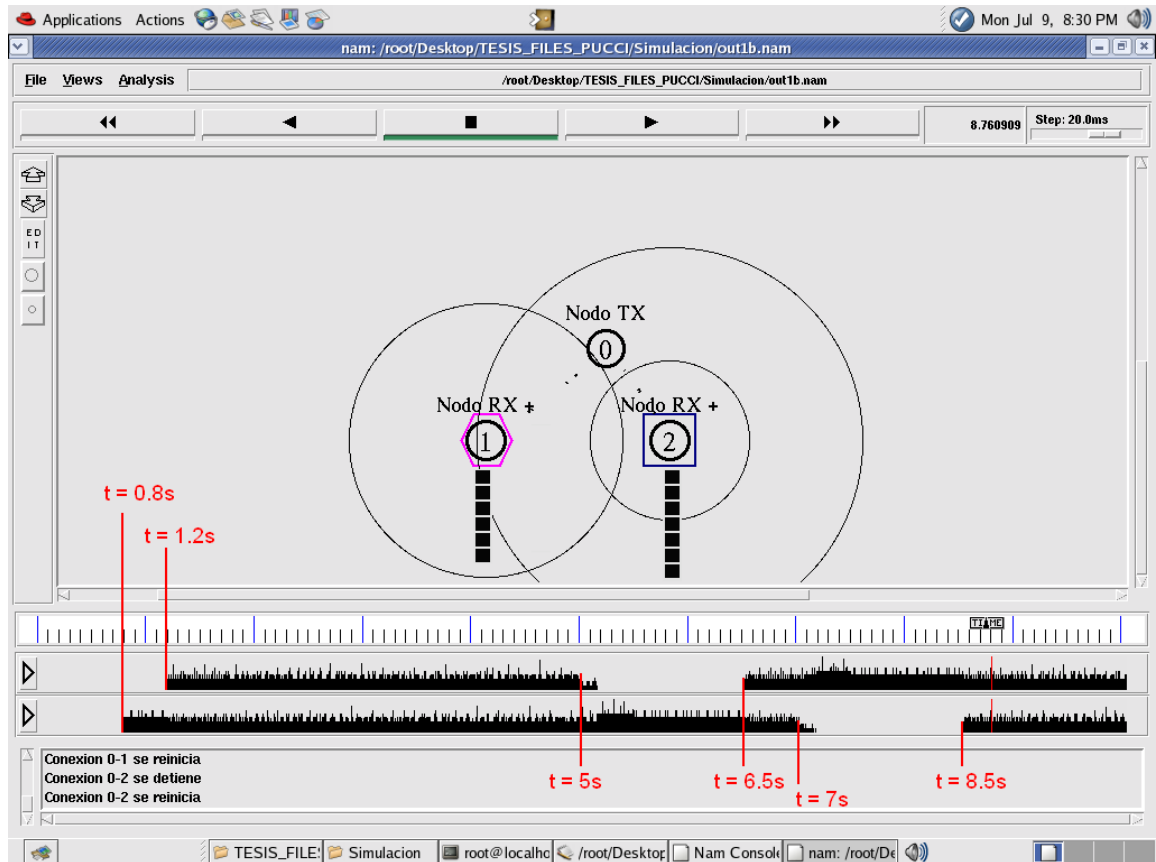 Applications Actions Mon Jul 9, 8:30 PM
nam: /root/Desktop/TESIS_FILES_PUCCI/Simulacion/out1b.nam
File Views Analysis /root/Desktop/TESIS_FILES_PUCCI/Simulacion/out1b.nam
8.760909 Step: 20.0ms
E D
I T
Nodo TX
0
Nodo RX + Nodo RX +
1 2
t = 0.8s
t = 1.2s
TIME
Conexion 0-1 se reinicia
Conexion 0-2 se detiene
Conexion 0-2 se reinicia
t = 5s t = 6.5s t = 7s t = 8.5s
TESIS_FILE! Simulacion root@localho /root/Desktop Nam Console nam: /root/De